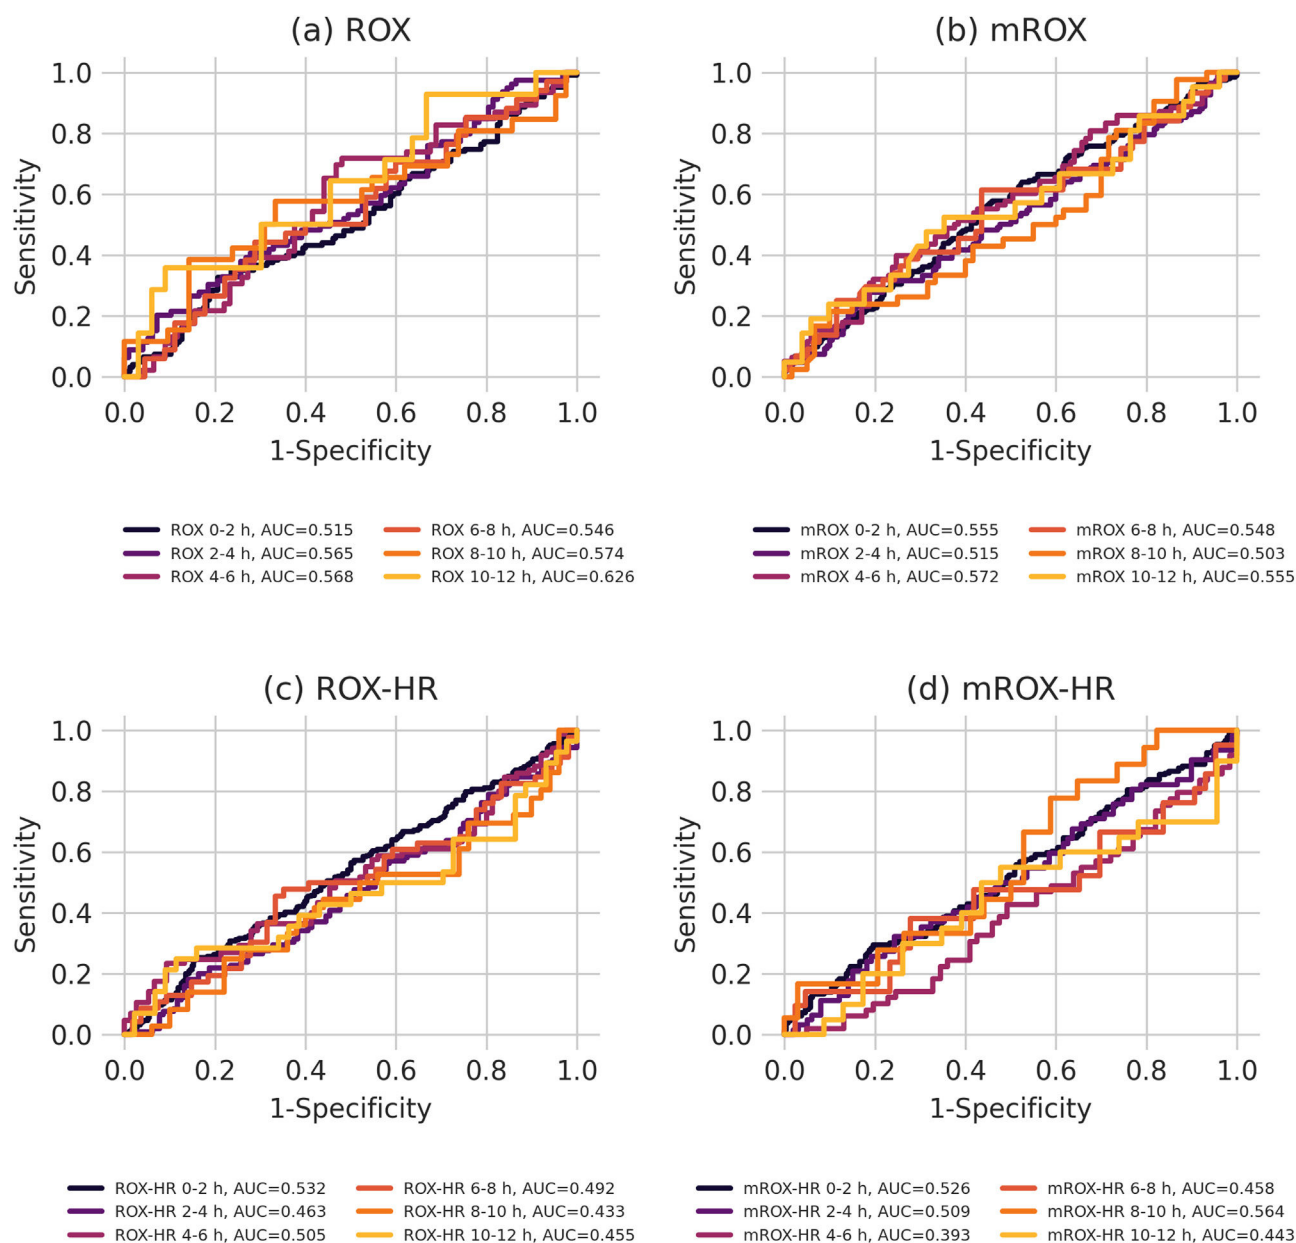 (a) ROX
(b) mROX
1.0
0.8
0.6
0.4
0.2
0.0
Sensitivity
0.0 0.2 0.4 0.6 0.8 1.0
1-Specificity
1.0
0.8
0.6
0.4
0.2
0.0
Sensitivity
0.0 0.2 0.4 0.6 0.8 1.0
1-Specificity
ROX 0-2 h, AUC=0.515
ROX 2-4 h, AUC=0.565
ROX 4-6 h, AUC=0.568
ROX 6-8 h, AUC=0.546
ROX 8-10 h, AUC=0.574
ROX 10-12 h, AUC=0.626
mROX 0-2 h, AUC=0.555
mROX 2-4 h, AUC=0.515
mROX 4-6 h, AUC=0.572
mROX 6-8 h, AUC=0.548
mROX 8-10 h, AUC=0.503
mROX 10-12 h, AUC=0.555
(c) ROX-HR
(d) mROX-HR
1.0
0.8
0.6
0.4
0.2
0.0
Sensitivity
0.0 0.2 0.4 0.6 0.8 1.0
1-Specificity
1.0
0.8
0.6
0.4
0.2
0.0
Sensitivity
0.0 0.2 0.4 0.6 0.8 1.0
1-Specificity
ROX-HR 0-2 h, AUC=0.532
ROX-HR 2-4 h, AUC=0.463
ROX-HR 4-6 h, AUC=0.505
ROX-HR 6-8 h, AUC=0.492
ROX-HR 8-10 h, AUC=0.433
ROX-HR 10-12 h, AUC=0.455
mROX-HR 0-2 h, AUC=0.526
mROX-HR 2-4 h, AUC=0.509
mROX-HR 4-6 h, AUC=0.393
mROX-HR 6-8 h, AUC=0.458
mROX-HR 8-10 h, AUC=0.564
mROX-HR 10-12 h, AUC=0.443